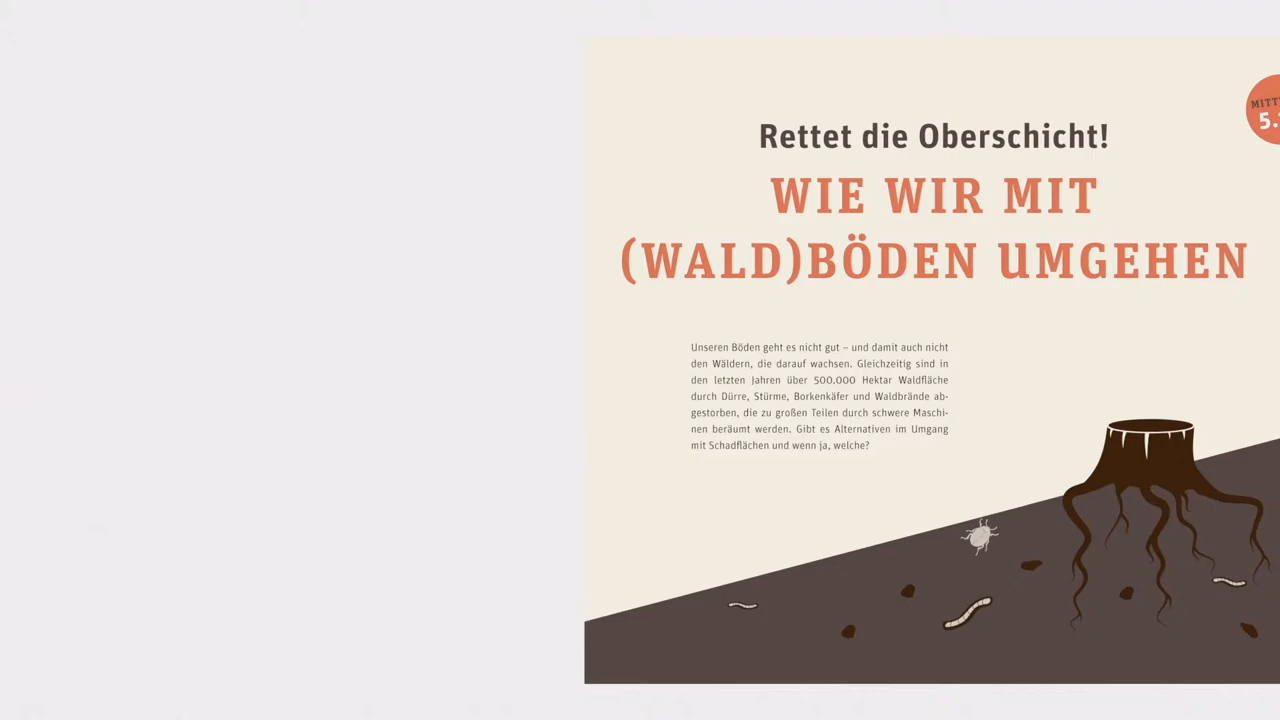 Rettet die Oberschicht!
WIE WIR MIT
(WALD)BÖDEN UMGEHEN
Unseren Böden geht es nicht gut – und damit auch nicht
den Wäldern, die darauf wachsen. Gleichzeitig sind in
den letzten Jahren über 500.000 Hektar Waldfläche
durch Dürre, Stürme, Borkenkäfer und Waldbrände ab-
gestorben, die zu großen Teilen durch schwere Maschi-
nen beräumt werden. Gibt es Alternativen im Umgang
mit Schadflächen und wenn ja, welche?